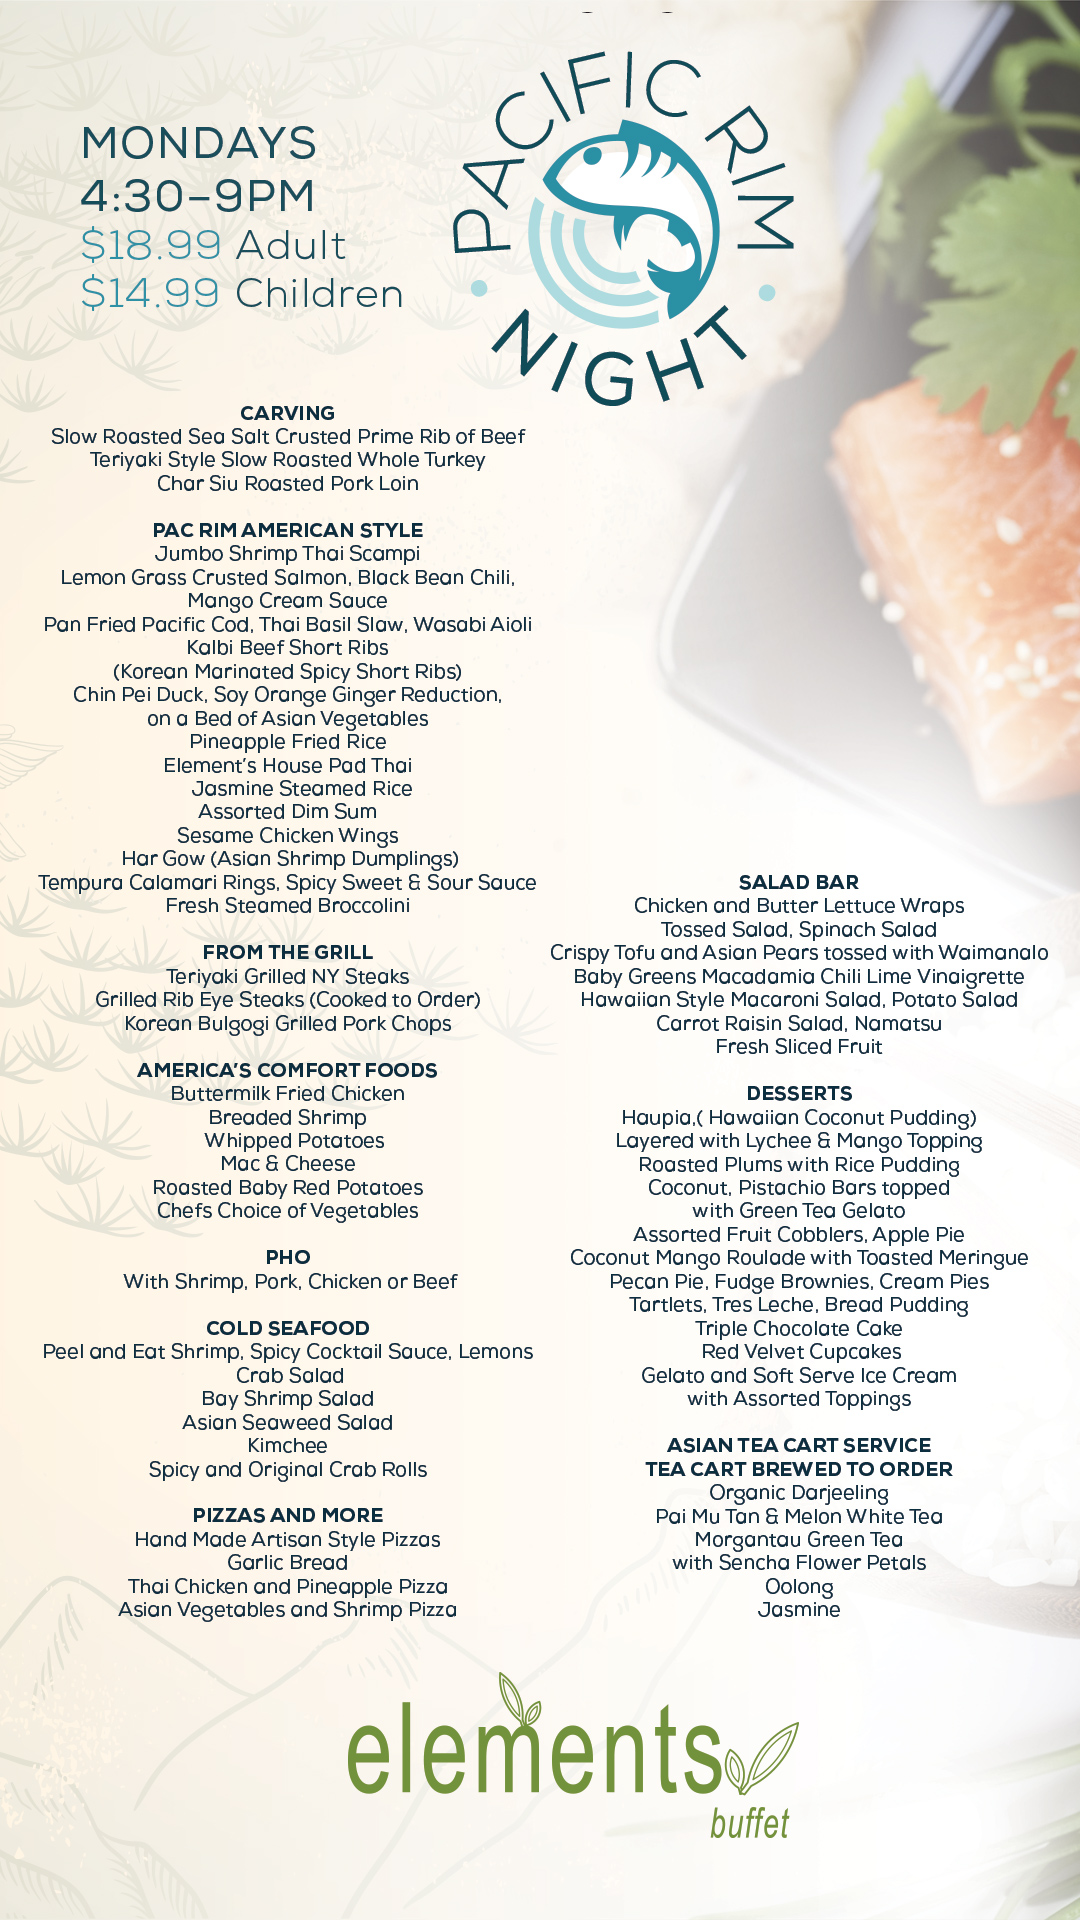 MONDAYS
4:30–9PM
$18.99 Adult
$14.99 Children
PACIFIC RIM
NIGHT
CARVING
Slow Roasted Sea Salt Crusted Prime Rib of Beef
Teriyaki Style Slow Roasted Whole Turkey
Char Siu Roasted Pork Loin
PAC RIM AMERICAN STYLE
Jumbo Shrimp Thai Scampi
Lemon Grass Crusted Salmon, Black Bean Chili,
Mango Cream Sauce
Pan Fried Pacific Cod, Thai Basil Slaw, Wasabi Aioli
Kalbi Beef Short Ribs
(Korean Marinated Spicy Short Ribs)
Chin Pei Duck, Soy Orange Ginger Reduction,
on a Bed of Asian Vegetables
Pineapple Fried Rice
Element's House Pad Thai
Jasmine Steamed Rice
Assorted Dim Sum
Sesame Chicken Wings
Har Gow (Asian Shrimp Dumplings)
Tempura Calamari Rings, Spicy Sweet & Sour Sauce
Fresh Steamed Broccolini
FROM THE GRILL
Teriyaki Grilled NY Steaks
Grilled Rib Eye Steaks (Cooked to Order)
Korean Bulgogi Grilled Pork Chops
AMERICA'S COMFORT FOODS
Buttermilk Fried Chicken
Breaded Shrimp
Whipped Potatoes
Mac & Cheese
Roasted Baby Red Potatoes
Chefs Choice of Vegetables
PHO
With Shrimp, Pork, Chicken or Beef
COLD SEAFOOD
Peel and Eat Shrimp, Spicy Cocktail Sauce, Lemons
Crab Salad
Bay Shrimp Salad
Asian Seaweed Salad
Kimchee
Spicy and Original Crab Rolls
PIZZAS AND MORE
Hand Made Artisan Style Pizzas
Garlic Bread
Thai Chicken and Pineapple Pizza
Asian Vegetables and Shrimp Pizza
SALAD BAR
Chicken and Butter Lettuce Wraps
Tossed Salad, Spinach Salad
Crispy Tofu and Asian Pears tossed with Waimanalo
Baby Greens Macadamia Chili Lime Vinaigrette
Hawaiian Style Macaroni Salad, Potato Salad
Carrot Raisin Salad, Namatsu
Fresh Sliced Fruit
DESSERTS
Haupia,( Hawaiian Coconut Pudding)
Layered with Lychee & Mango Topping
Roasted Plums with Rice Pudding
Coconut, Pistachio Bars topped
with Green Tea Gelato
Assorted Fruit Cobblers, Apple Pie
Coconut Mango Roulade with Toasted Meringue
Pecan Pie, Fudge Brownies, Cream Pies
Tartlets, Tres Leche, Bread Pudding
Triple Chocolate Cake
Red Velvet Cupcakes
Gelato and Soft Serve Ice Cream
with Assorted Toppings
ASIAN TEA CART SERVICE
TEA CART BREWED TO ORDER
Organic Darjeeling
Pai Mu Tan & Melon White Tea
Morgantau Green Tea
with Sencha Flower Petals
Oolong
Jasmine
elements
buffet